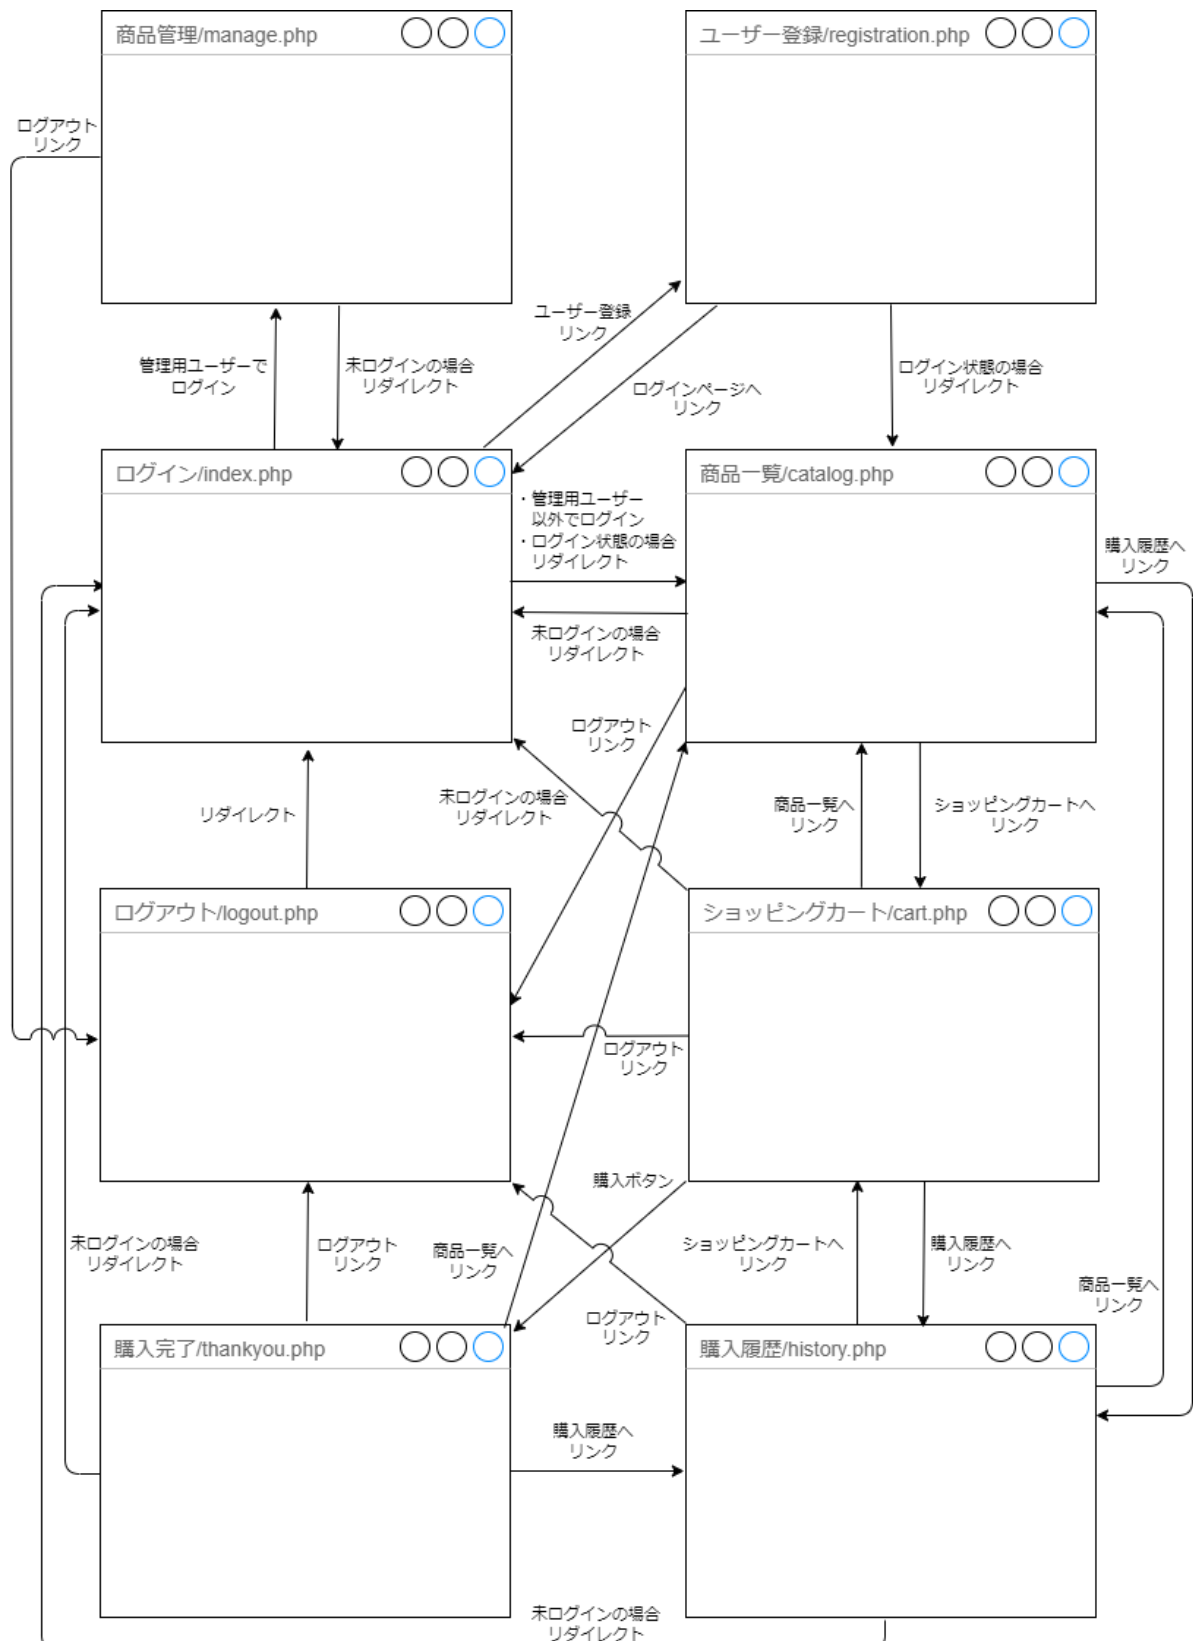 商品管理/manage.php
ユーザー登録/registration.php
ログアウト
リンク
ユーザー登録
リンク
管理用ユーザーで
ログイン
未ログインの場合
リダイレクト
ログインページへ
リンク
ログイン状態の場合
リダイレクト
ログイン/index.php
商品一覧/catalog.php
・管理用ユーザー
以外でログイン
・ログイン状態の場合
リダイレクト
購入履歴へ
リンク
未ログインの場合
リダイレクト
ログアウト
リンク
未ログインの場合
リダイレクト
リダイレクト
商品一覧へ
リンク
ショッピングカートへ
リンク
ログアウト/logout.php
ショッピングカート/cart.php
ログアウト
リンク
購入ボタン
未ログインの場合
リダイレクト
ログアウト
リンク
商品一覧へ
リンク
ショッピングカートへ
リンク
購入履歴へ
リンク
商品一覧へ
リンク
ログアウト
リンク
購入完了/thankyou.php
購入履歴/history.php
購入履歴へ
リンク
未ログインの場合
リダイレクト